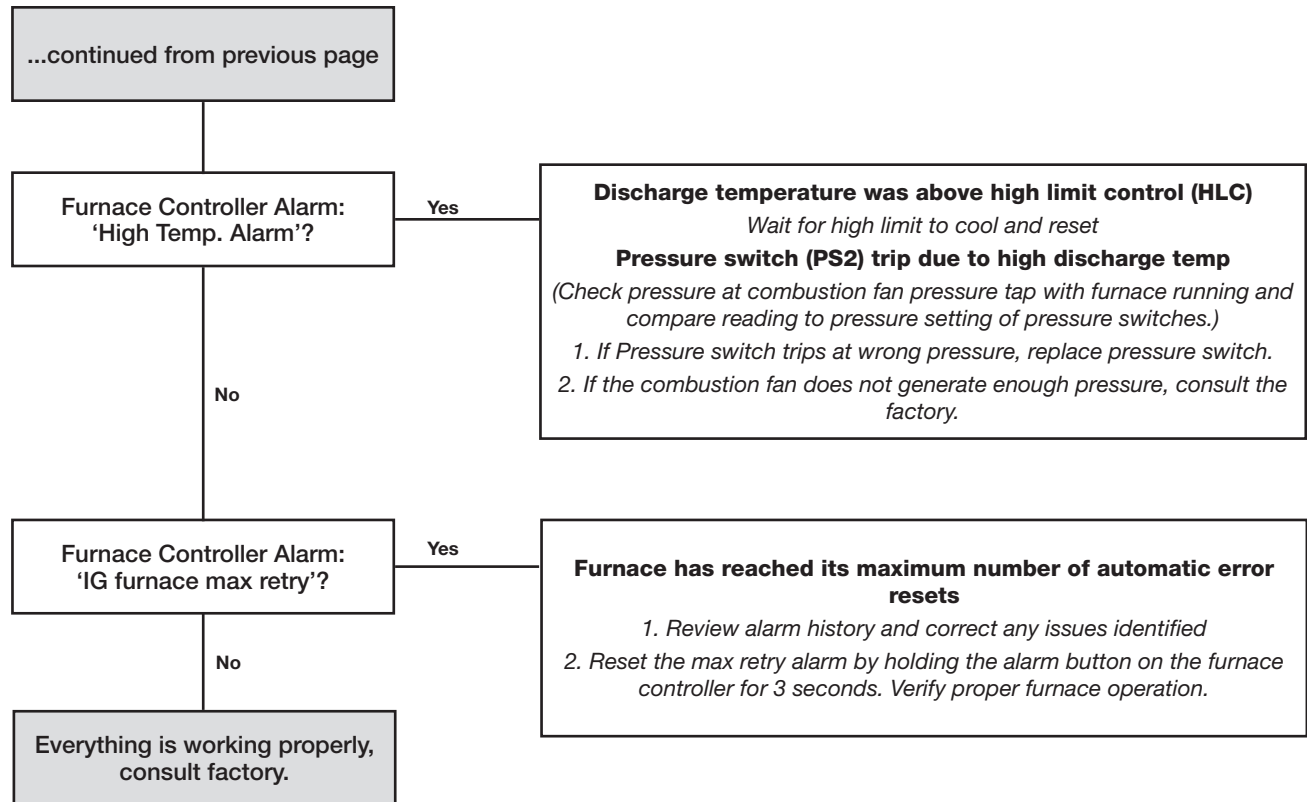 ...continued from previous page
Furnace Controller Alarm:
'High Temp. Alarm'?
Yes
Discharge temperature was above high limit control (HLC)
Wait for high limit to cool and reset
Pressure switch (PS2) trip due to high discharge temp
(Check pressure at combustion fan pressure tap with furnace running and
compare reading to pressure setting of pressure switches.)
1. If Pressure switch trips at wrong pressure, replace pressure switch.
2. If the combustion fan does not generate enough pressure, consult the
factory.
No
Furnace Controller Alarm:
'IG furnace max retry'?
Yes
Furnace has reached its maximum number of automatic error
resets
1. Review alarm history and correct any issues identified
2. Reset the max retry alarm by holding the alarm button on the furnace
controller for 3 seconds. Verify proper furnace operation.
No
Everything is working properly,
consult factory.